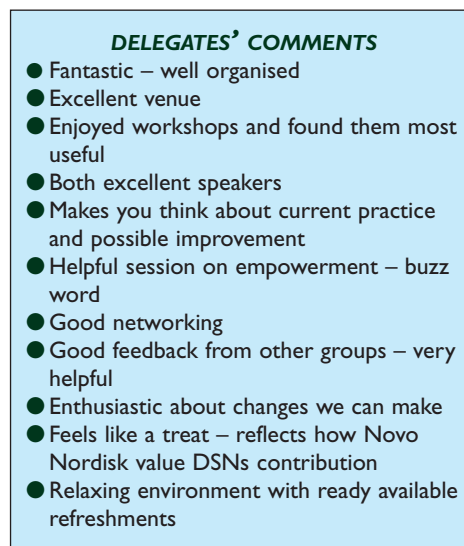 DELEGATES' COMMENTS
● Fantastic – well organised
● Excellent venue
● Enjoyed workshops and found them most
useful
● Both excellent speakers
● Makes you think about current practice
and possible improvement
● Helpful session on empowerment – buzz
word
● Good networking
● Good feedback from other groups – very
helpful
● Enthusiastic about changes we can make
● Feels like a treat – reflects how Novo
Nordisk value DSNs contribution
● Relaxing environment with ready available
refreshments